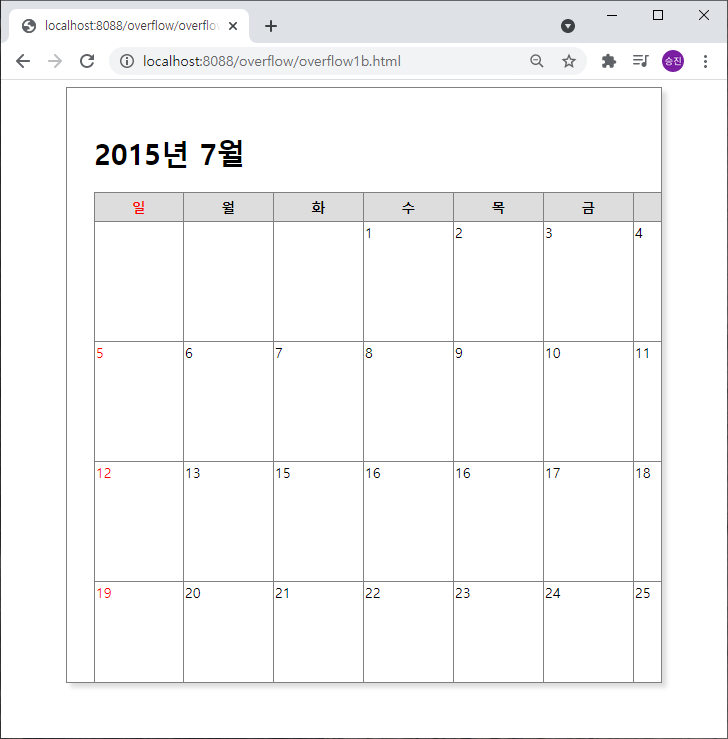 localhost:8088/overflow/overflow
localhost:8088/overflow/overflow1b.html
승진
2015년 7월
일 월 화 수 목 금
1 2 3 4
5 6 7 8 9 10 11
12 13 15 16 16 17 18
19 20 21 22 23 24 25